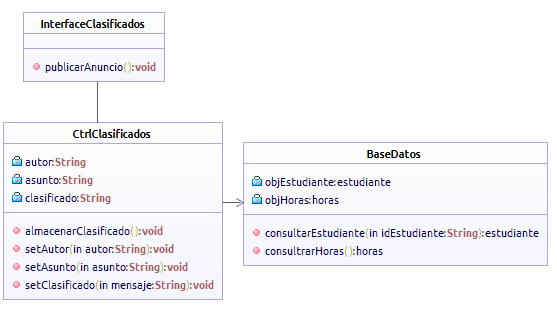 InterfaceClasificados
publicarAnuncio():void
CtrlClasificados
autor:String
asunto:String
clasificado:String
almacenarClasificado():void
setAutor(in autor:String):void
setAsunto(in asunto:String):void
setClasificado(in mensaje:String):void
BaseDatos
objEstudiante:estudiante
objHoras:horas
consultarEstudiante(in idEstudiante:String):estudiante
consultrarHoras():horas